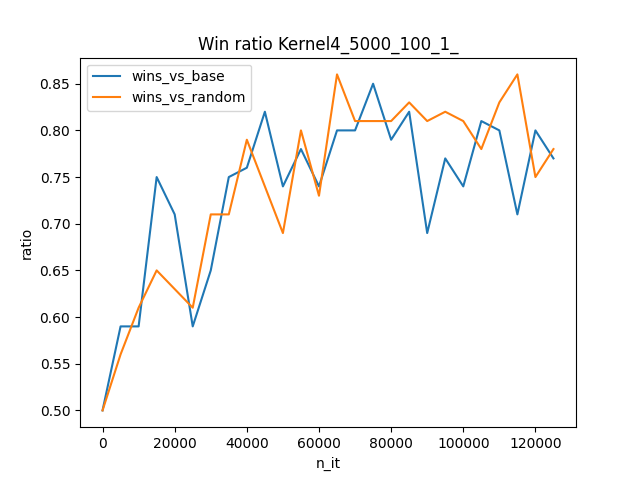 Win ratio Kernel4_5000_100_1_
wins_vs_base
wins_vs_random
ratio
0.85
0.80
0.75
0.70
0.65
0.60
0.55
0.50
0 20000 40000 60000 80000 100000 120000
n_it